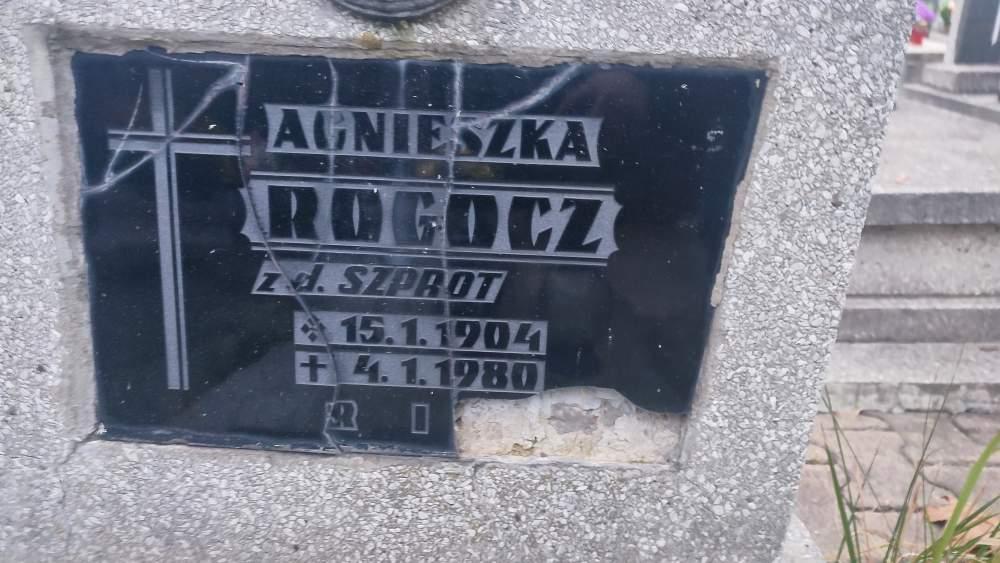 AGNIESZKA
ROGOCZ
z d. SZPROT
15.1.1904
✝ 4.1.1980
R I